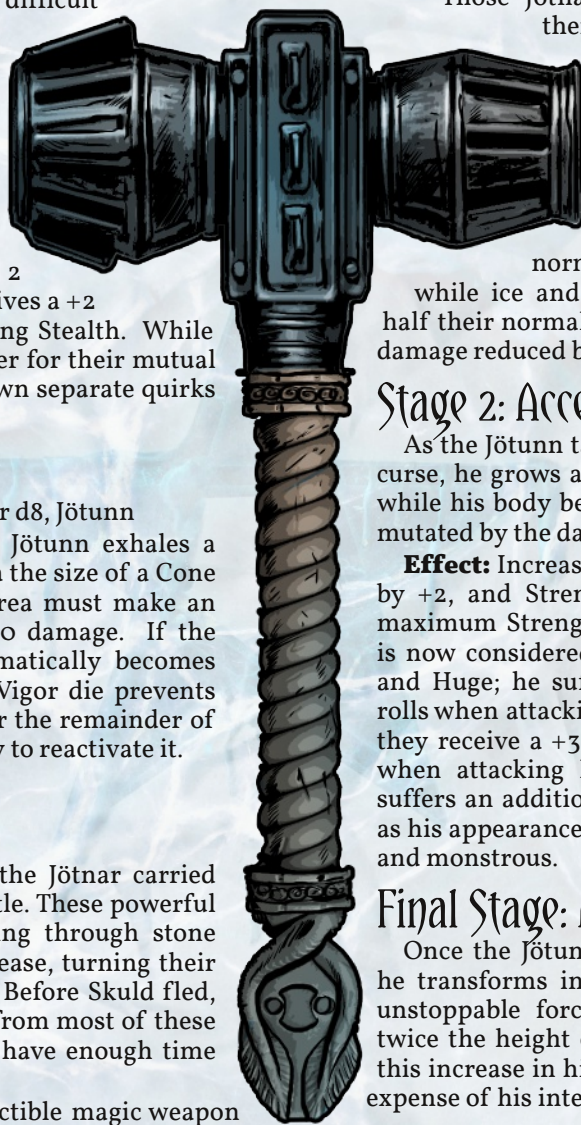 difficult
2
ives a +2
ng Stealth. While
er for their mutual
wn separate quirks
r d8, Jötunn
Jötunn exhales a
the size of a Cone
rea must make an
0 damage. If the
matically becomes
Vigor die prevents
r the remainder of
y to reactivate it.
the Jötnar carried
tle. These powerful
ng through stone
ease, turning their
Before Skuld fled,
from most of these
have enough time
ctible magic weapon
Those
the
norm
while ice and
half their normal
damage reduced b
Stage 2: Acce
As the Jötunn t
curse, he grows a
while his body be
mutated by the da
Effect: Increas
by +2, and Stren
maximum Streng
is now considere
and Huge; he su
rolls when attacki
they receive a +3
when attacking
suffers an additio
as his appearance
and monstrous.
Final Stage:
Once the Jötun
he transforms in
unstoppable forc
twice the height
this increase in hi
expense of his inte